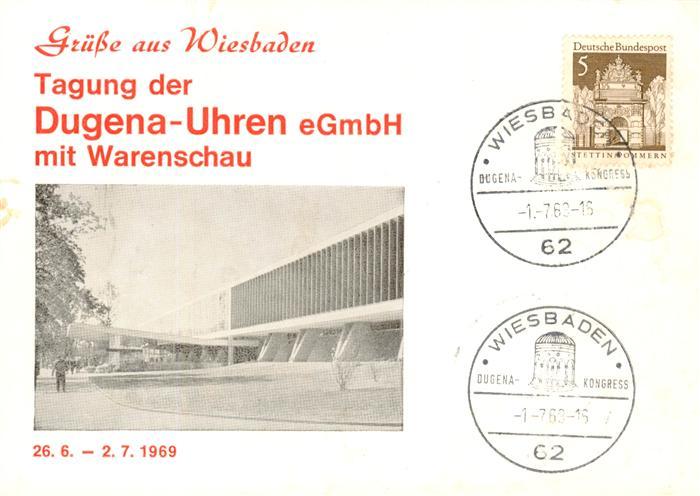 Grüße aus Wiesbaden
Tagung der
Dugena-Uhren eGmbH
mit Warenschau
26. 6. – 2. 7. 1969
Deutsche Bundespost
5
STETTIN/POMMERN
WIESBADEN
DUGENA- KONGRESS
-1.-7.69-16
62
WIESBADEN
DUGENA- KONGRESS
-1.-7.69-16
62